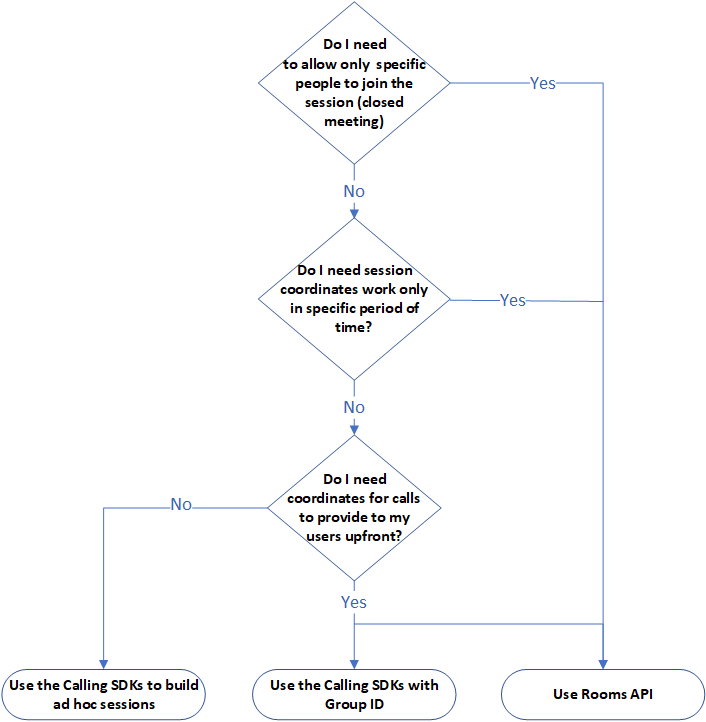 Do I need
to allow only specific
people to join the
session (closed
meeting)
Yes
No
Do I need session
coordinates work only
in specific period of
time?
Yes
No
Do I need
coordinates for calls
to provide to my
users upfront?
No
Yes
Use the Calling SDKs to build
ad hoc sessions
Use the Calling SDKs with
Group ID
Use Rooms API